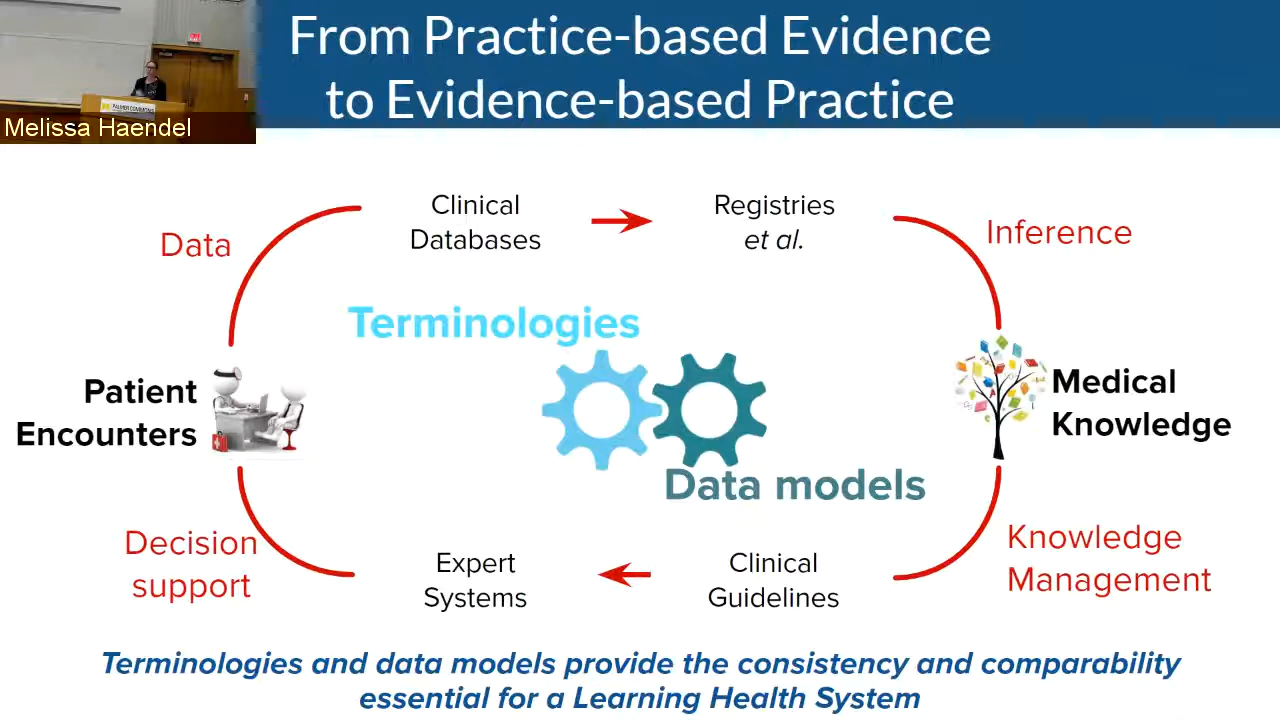 From Practice-based Evidence
to Evidence-based Practice
PALMER COMMONS
Melissa Haendel
Clinical
Databases
Registries
et al.
Data
Inference
Terminologies
Patient
Encounters
Medical
Knowledge
Data models
Decision
support
Expert
Systems
Clinical
Guidelines
Knowledge
Management
Terminologies and data models provide the consistency and comparability
essential for a Learning Health System